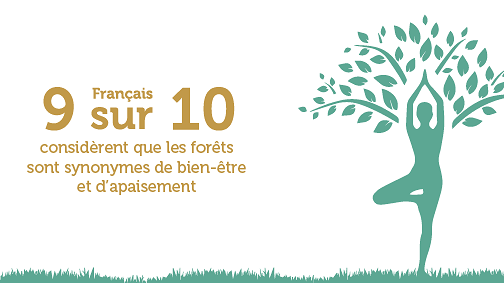 9 Français sur 10
considèrent que les forêts
sont synonymes de bien-être
et d'apaisement